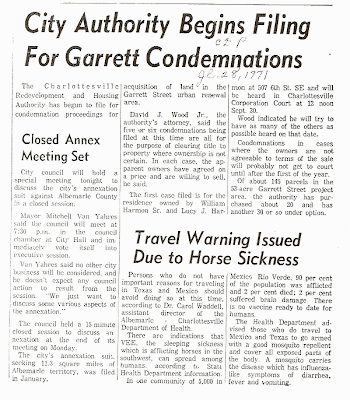 City Authority Begins Filing
For Garrett Condemnations
28, 1971
The Charlottesville
Redevelopment and Housing
Authority has begun to file for
condemnation proceedings for
acquisition of land in the
Garrett Street urban renewal
area.
David J. Wood Jr., the
authority's attorney, said the
five or six condemnations being
filed at this time are all for
the purpose of clearing title to
property where ownership is not
certain. In each case, the ap-
parent owners have agreed on
a price and are willing to sell,
he said.
The first case filed is for the
residence owned by William
Harmon Sr. and Lucy J. Har-
mon at 507 6th St. SE and will
be heard in Charlottesville
Corporation Court at 12 noon
Sept. 30.
Wood indicated he will try to
have as many of the others as
possible heard on that date.
Condemnations in cases
where the owners are not
agreeable to terms of the sale
will probably not get to court
until after the first of the year.
Of about 165 parcels in the
53-acre Garrett Street project
area, the authority has pur-
chased about 20 and has
another 30 or so under option.
Closed Annex
Meeting Set
City council will hold a
special meeting tonight to
discuss the city's annexation
suit against Albemarle County
in a closed session.
Mayor Mitchell Van Yahres
said the council will meet at
7:30 p.m. in the council
chamber at City Hall and im-
mediately vote itself into
executive session.
Van Yahres said no other city
business will be considered, and
he doesn't expect any council
action to result from the
session. "We just want to
discuss some various aspects of
the annexation."
The council held a 15-minute
closed session to discuss an-
nexation at the end of its
meeting on Monday.
The city's annexation suit,
seeking 12.3 square miles of
Albemarle territory, was filed
in January.
Travel Warning Issued
Due to Horse Sickness
Persons who do not have
important reasons for traveling
in Texas and Mexico should
avoid doing so at this time,
according to Dr. Carol Waddell,
assistant director of the
Albemarle - Charlottesville
Department of Health.
There are indications that
VEE, the sleeping sickness
which is afflicting horses in the
southwest, can spread among
humans, according to State
Health Department information.
In one community of 5,000 in
Mexico Rio Verde, 90 per cent
of the population was afflicted
and 2 per cent died; 2 per cent
suffered brain damage. There
is no vaccine ready to date for
humans.
The Health Department ad-
vised those who do travel to
Mexico and Texas to go armed
with a good mosquito repellent
and cover all exposed parts of
the body. A mosquito carries
the disease which has influenza-
like symptoms of diarrhea,
fever and vomiting.